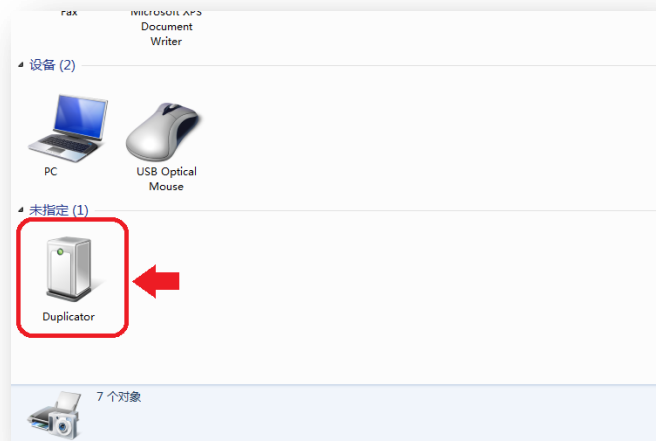 Fax
Microsoft XPS
Document
Writer
设备 (2)
PC
USB Optical
Mouse
未指定 (1)
Duplicator
7 个对象